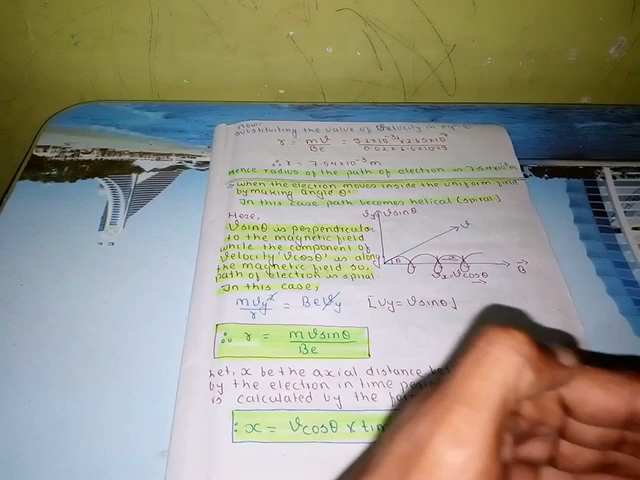 Now,
substituting the value of velocity in eqn
r = mv/Be =
∴ r = 7.54×10⁻³ m
Hence radius of the path of electron is 7.54×10⁻³m
when the electron moves inside the uniform field
by making angle θ
In this case path becomes helical (spiral)
Here,
vsinθ is perpendicular
to the magnetic field
while the component of
velocity 'vcosθ' is along
the magnetic field so,
path of electron is spiral
In this case,
Vy vsinθ
v
θ
B
Vx=vcosθ
mvy²/r = Bevy [Vy= vsinθ]
∴ r = mvsinθ/Be
Let, x be the axial distance
by the electron in time
is calculated by the
∴ x = vcosθ ×